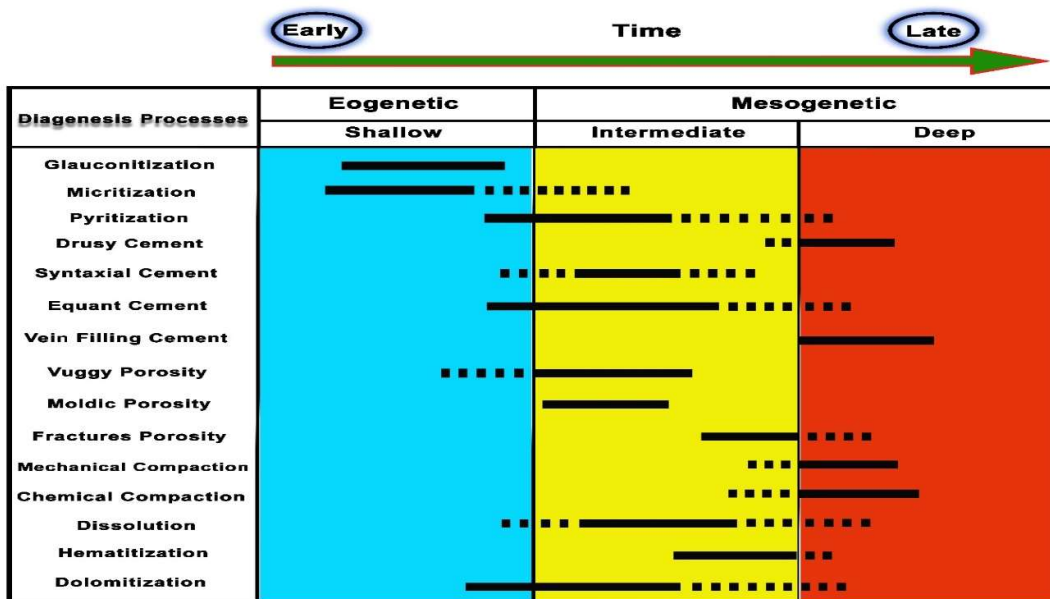 Early Time Late
Diagenesis Processes Eogenetic Mesogenetic
Shallow Intermediate Deep
Glauconitization
Micritization
Pyritization
Drusy Cement
Syntaxial Cement
Equant Cement
Vein Filling Cement
Vuggy Porosity
Moldic Porosity
Fractures Porosity
Mechanical Compaction
Chemical Compaction
Dissolution
Hematitization
Dolomitization